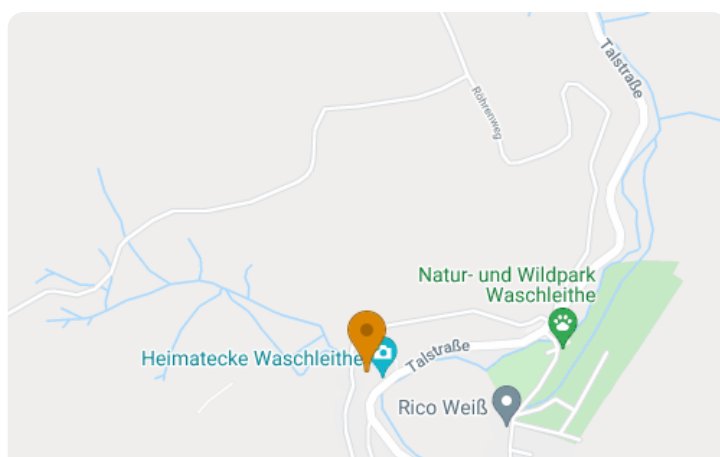 Talstraße
Röhrenweg
Natur- und Wildpark
Waschleithe
Heimatecke Waschleithe
Talstraße
Rico Weiß